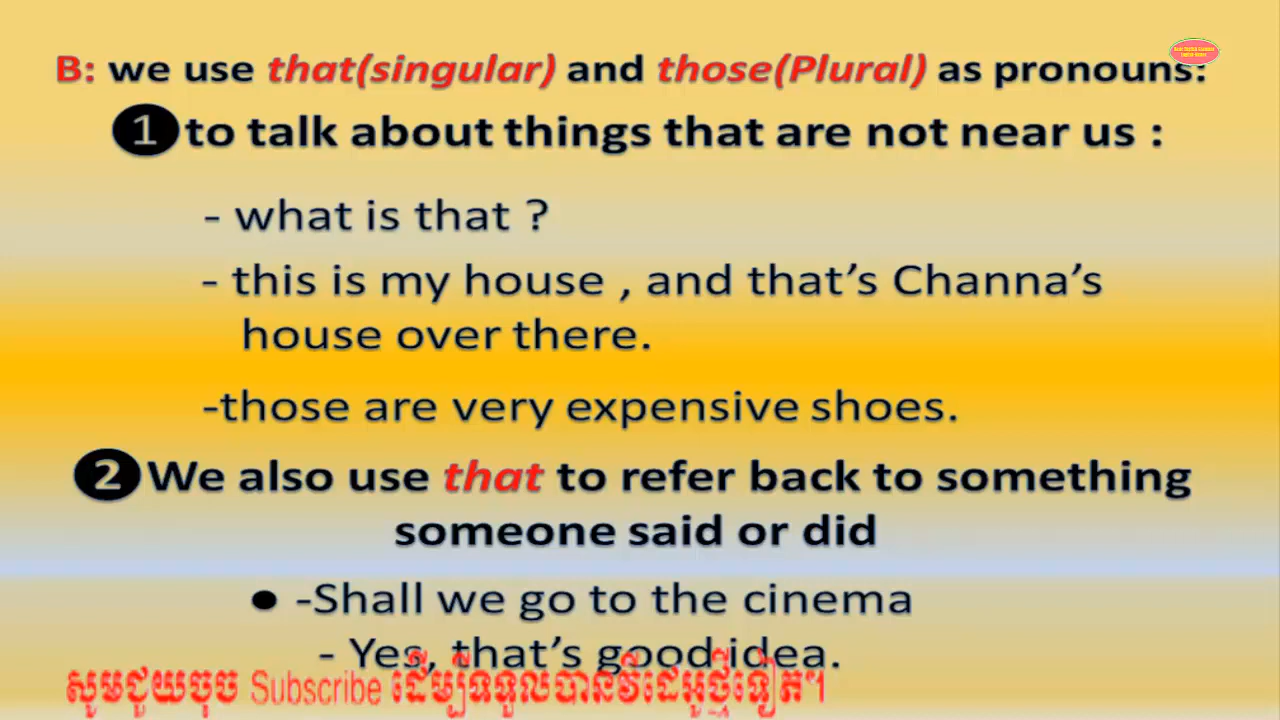 B: we use that(singular) and those(Plural) as pronouns:
❶ to talk about things that are not near us :
- what is that ?
- this is my house , and that’s Channa’s
house over there.
-those are very expensive shoes.
❷ We also use that to refer back to something
someone said or did
● -Shall we go to the cinema
- Yes, that’s good idea.
សូមជួយចុច Subscribe ដើម្បីទទួលបានវីដេអូថ្មីទៀត។